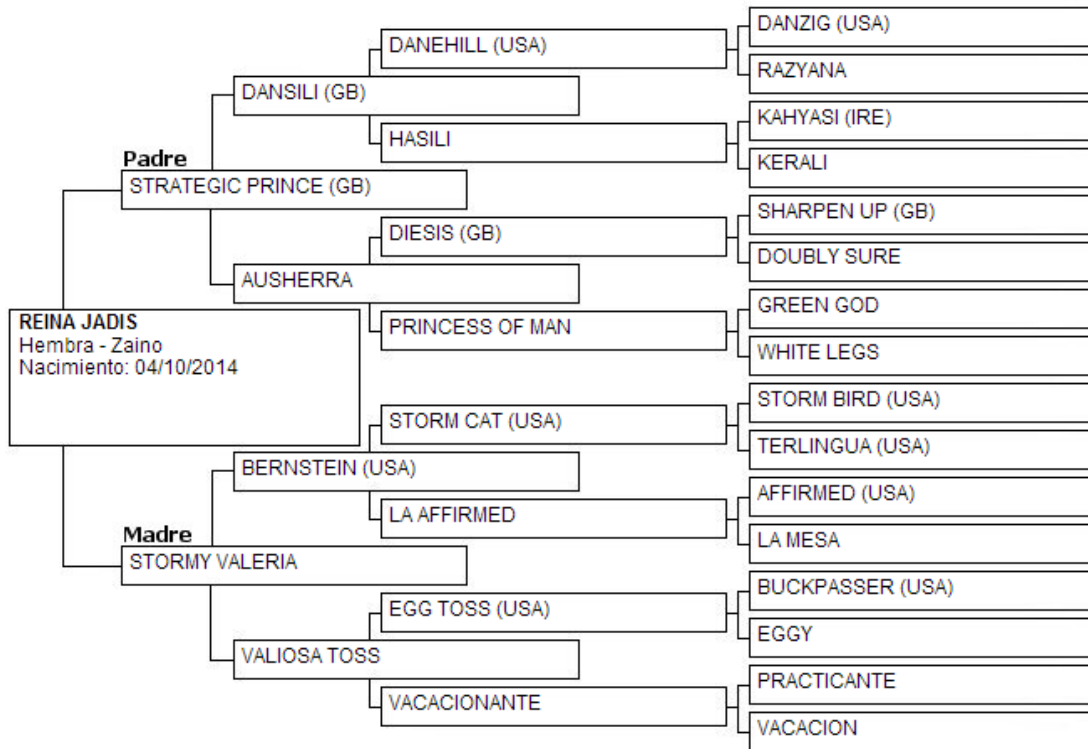 DANZIG (USA)
DANEHILL (USA)
RAZYANA
DANSILI (GB)
KAHYASI (IRE)
HASILI
KERALI
Padre
STRATEGIC PRINCE (GB)
SHARPEN UP (GB)
DIESIS (GB)
DOUBLY SURE
AUSHERRA
GREEN GOD
PRINCESS OF MAN
WHITE LEGS
REINA JADIS
Hembra - Zaino
Nacimiento: 04/10/2014
STORM BIRD (USA)
STORM CAT (USA)
TERLINGUA (USA)
BERNSTEIN (USA)
AFFIRMED (USA)
LA AFFIRMED
LA MESA
Madre
STORMY VALERIA
BUCKPASSER (USA)
EGG TOSS (USA)
EGGY
VALIOSA TOSS
PRACTICANTE
VACACIONANTE
VACACION